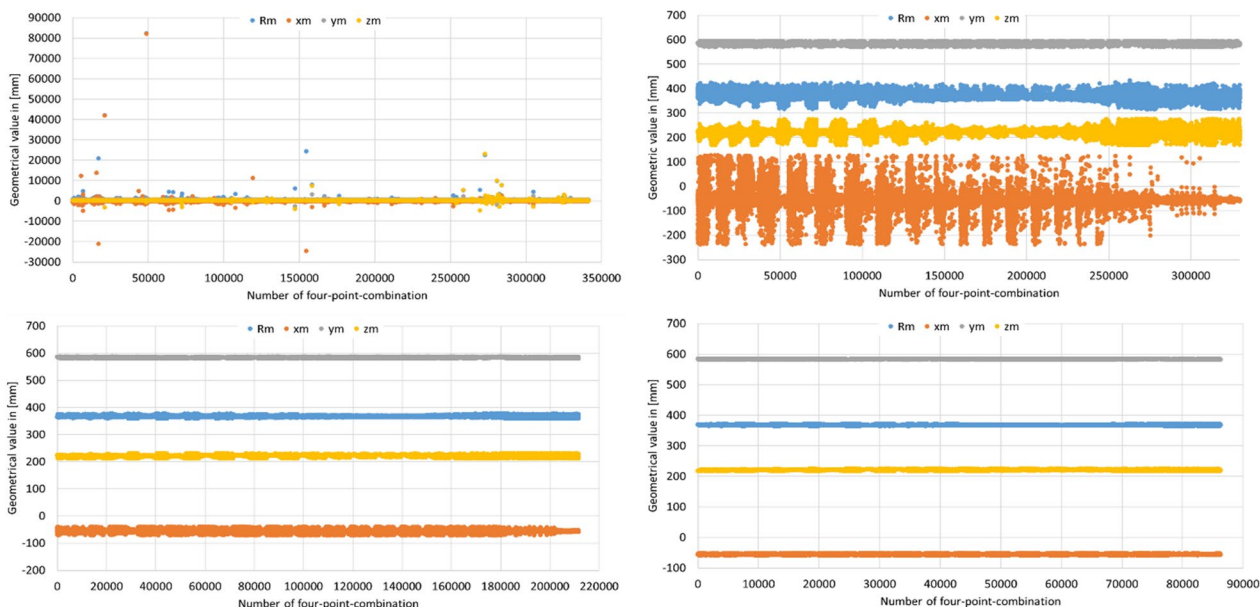 Rm xm ym zm
90000
80000
70000
60000
50000
40000
30000
20000
10000
0
-10000
-20000
-30000
Geometrical value in [mm]
0 50000 100000 150000 200000 250000 300000 350000
Number of four-point-combination
Rm xm ym zm
700
600
500
400
300
200
100
0
-100
-200
-300
Geometric value in [mm]
0 50000 100000 150000 200000 250000 300000
Number of four-point-combination
Rm xm ym zm
700
600
500
400
300
200
100
0
-100
-200
Geometrical value in [mm]
0 20000 40000 60000 80000 100000 120000 140000 160000 180000 200000 220000
Number of four-point-combination
Rm xm ym zm
700
600
500
400
300
200
100
0
-100
Geometrical value in [mm]
0 10000 20000 30000 40000 50000 60000 70000 80000 90000
Number of four-point-combination